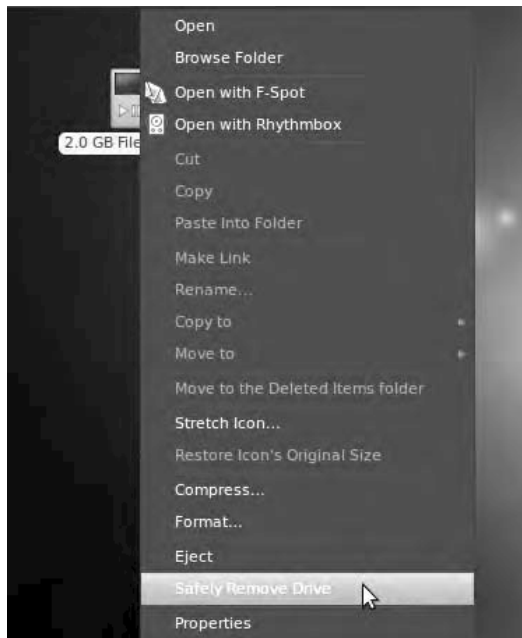 Open
Browse Folder
Open with F-Spot
Open with Rhythmbox
2.0 GB File
Cut
Copy
Paste Into Folder
Make Link
Rename...
Copy to
Move to
Move to the Deleted Items folder
Stretch Icon...
Restore Icon's Original Size
Compress...
Format...
Eject
Safely Remove Drive
Properties